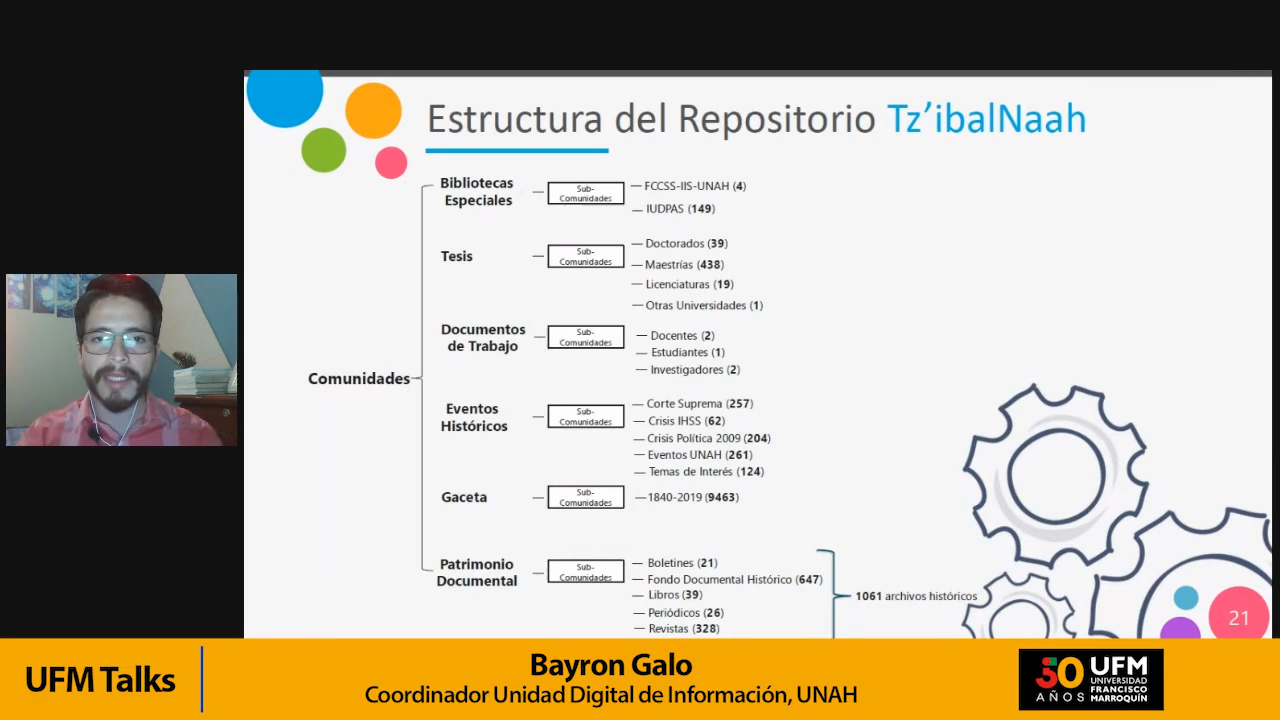 Estructura del Repositorio Tz’ibalNaah
Comunidades
Bibliotecas
Especiales
Sub-
Comunidades
FCCSS-IIS-UNAH (4)
IUDPAS (149)
Tesis
Sub-
Comunidades
Doctorados (39)
Maestrías (438)
Licenciaturas (19)
Otras Universidades (1)
Documentos
de Trabajo
Sub-
Comunidades
Docentes (2)
Estudiantes (1)
Investigadores (2)
Eventos
Históricos
Sub-
Comunidades
Corte Suprema (257)
Crisis IHSS (62)
Crisis Política 2009 (204)
Eventos UNAH (261)
Temas de Interés (124)
Gaceta
Sub-
Comunidades
1840-2019 (9463)
Patrimonio
Documental
Sub-
Comunidades
Boletines (21)
Fondo Documental Histórico (647)
Libros (39)
Periódicos (26)
Revistas (328)
1061 archivos históricos
21
UFM Talks
Bayron Galo
Coordinador Unidad Digital de Información, UNAH
50
AÑOS
UFM
UNIVERSIDAD
FRANCISCO
MARROQUÍN